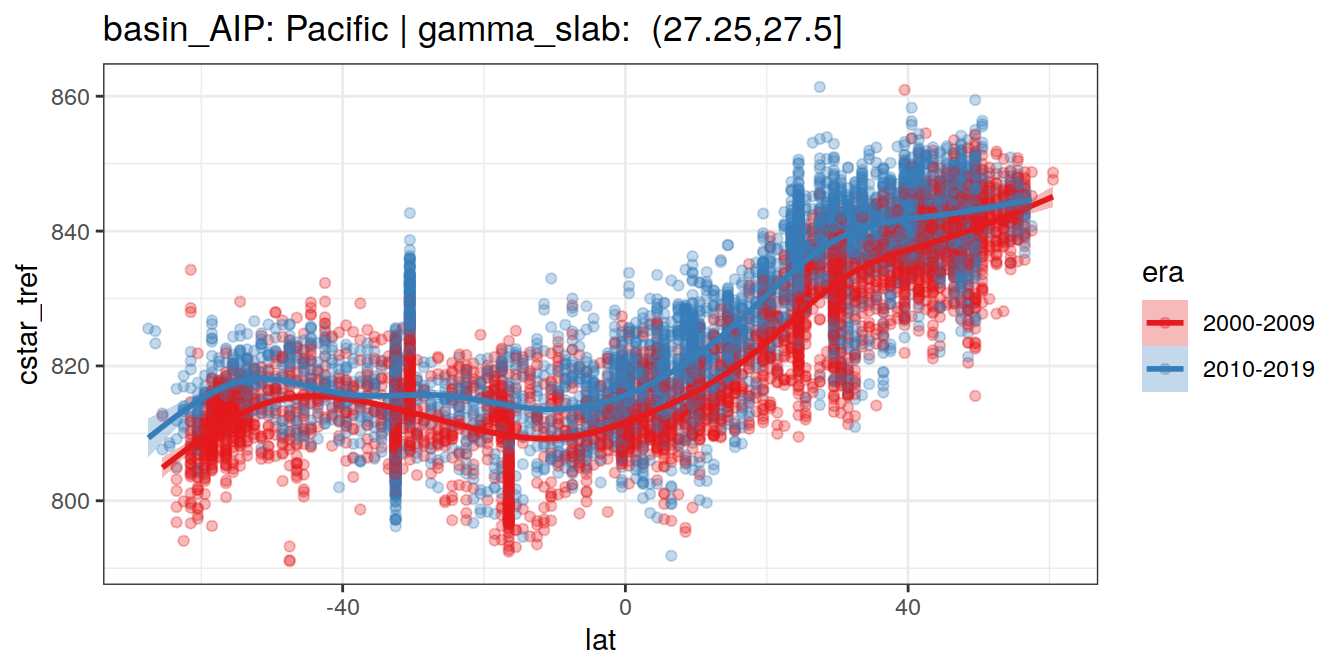 basin_AIP: Pacific | gamma_slab:  (27.25,27.5]
860
840
820
800
cstar_tref
-40
0
40
lat
era
2000-2009
2010-2019